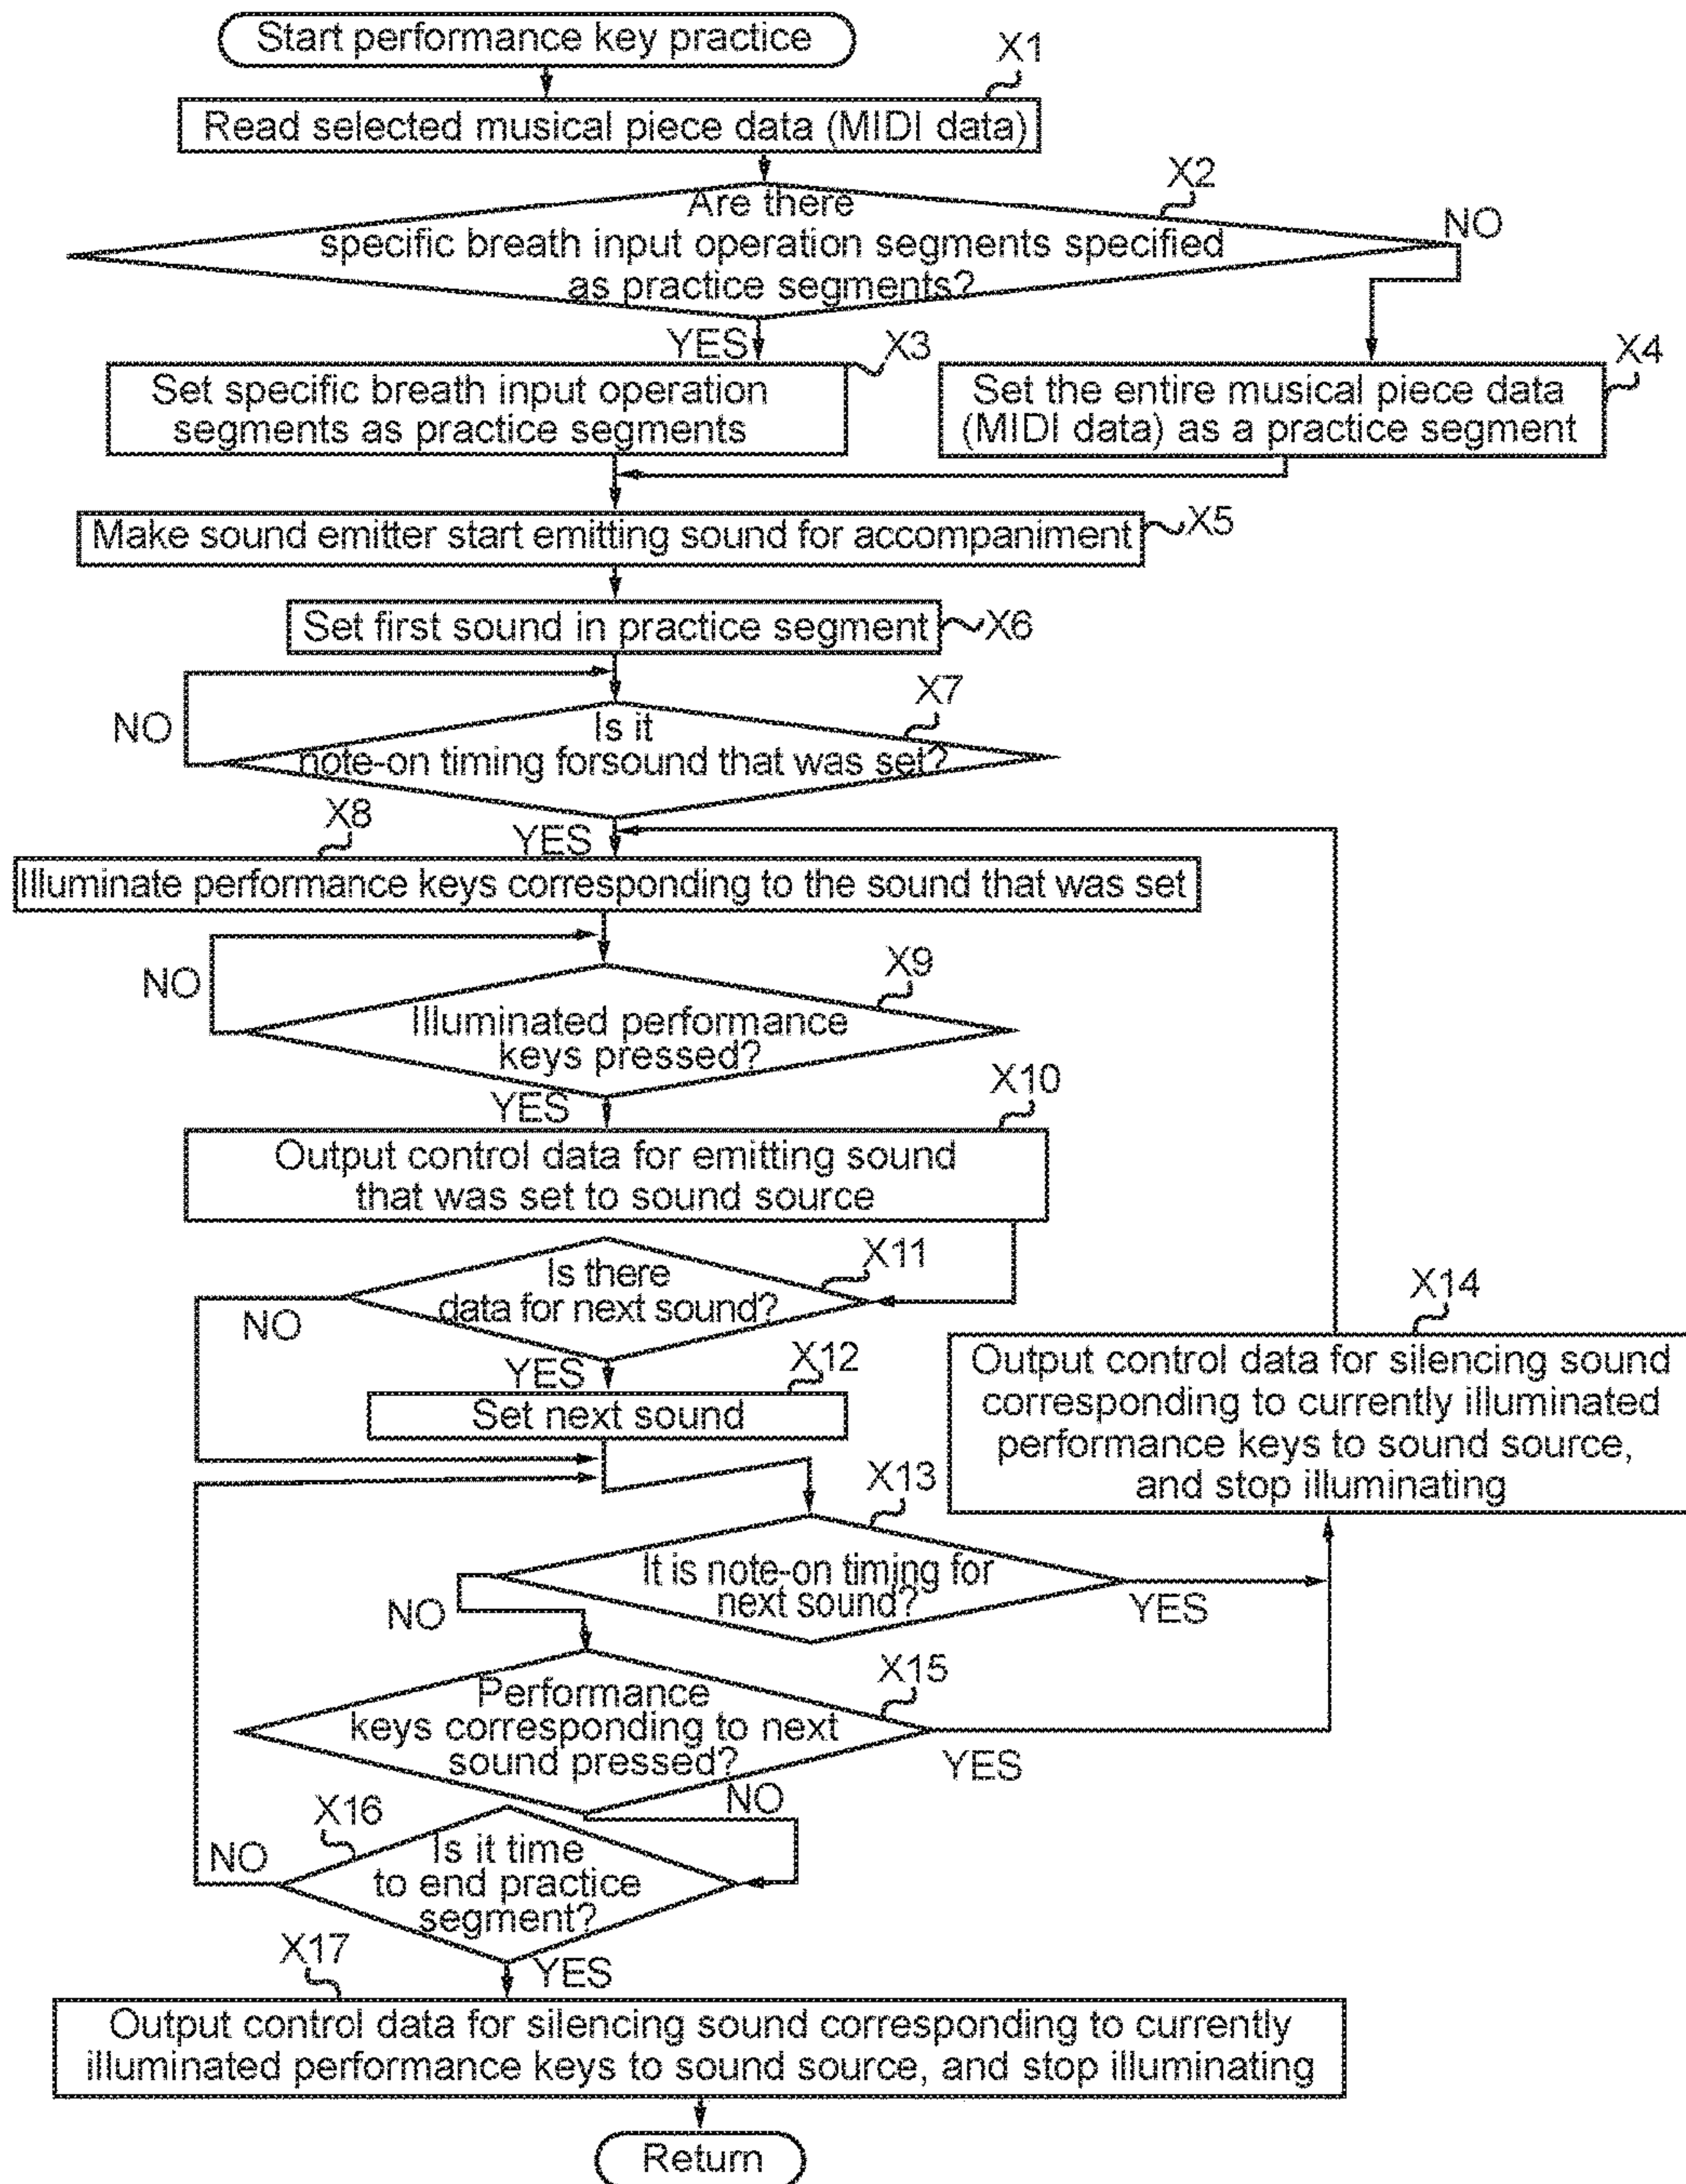 Start performance key practice
X1
Read selected musical piece data (MIDI data)
X2
Are there
specific breath input operation segments specified
as practice segments?
NO
YES
X3
X4
Set specific breath input operation
segments as practice segments
Set the entire musical piece data
(MIDI data) as a practice segment
Make sound emitter start emitting sound for accompaniment
X5
Set first sound in practice segment
X6
X7
NO
Is it
note-on timing forsound that was set?
X8
YES
Illuminate performance keys corresponding to the sound that was set
X9
NO
Illuminated performance
keys pressed?
X10
YES
Output control data for emitting sound
that was set to sound source
X11
Is there
data for next sound?
NO
X14
YES
X12
Output control data for silencing sound
corresponding to currently illuminated
performance keys to sound source,
and stop illuminating
Set next sound
X13
It is note-on timing for
next sound?
NO
YES
X15
Performance
keys corresponding to next
sound pressed?
YES
NO
X16
Is it time
to end practice
segment?
NO
X17
YES
Output control data for silencing sound corresponding to currently
illuminated performance keys to sound source, and stop illuminating
Return